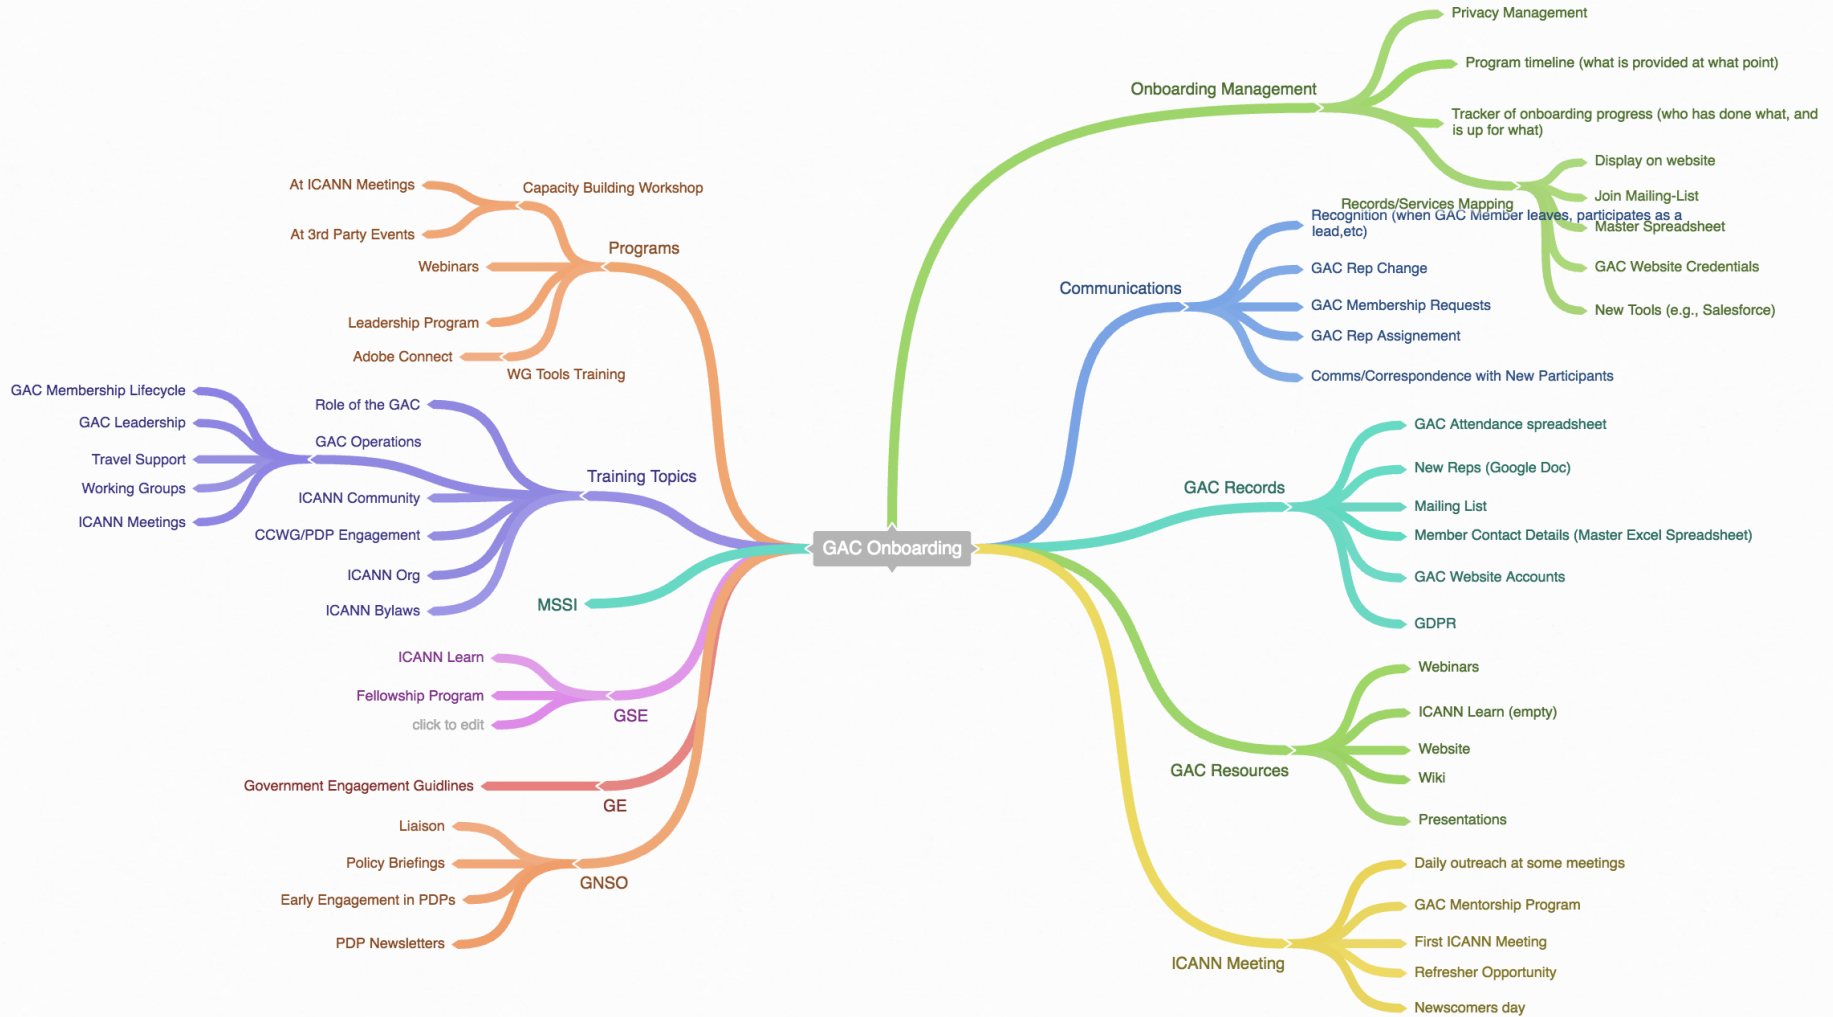 GAC Onboarding
Onboarding Management
Privacy Management
Program timeline (what is provided at what point)
Tracker of onboarding progress (who has done what, and
is up for what)
Records/Services Mapping
Display on website
Join Mailing-List
Master Spreadsheet
GAC Website Credentials
New Tools (e.g., Salesforce)
Communications
Recognition (when GAC Member leaves, participates as a
lead,etc)
GAC Rep Change
GAC Membership Requests
GAC Rep Assignement
Comms/Correspondence with New Participants
GAC Records
GAC Attendance spreadsheet
New Reps (Google Doc)
Mailing List
Member Contact Details (Master Excel Spreadsheet)
GAC Website Accounts
GDPR
GAC Resources
Webinars
ICANN Learn (empty)
Website
Wiki
Presentations
ICANN Meeting
Daily outreach at some meetings
GAC Mentorship Program
First ICANN Meeting
Refresher Opportunity
Newscomers day
Programs
Capacity Building Workshop
At ICANN Meetings
At 3rd Party Events
Webinars
Leadership Program
WG Tools Training
Adobe Connect
Training Topics
Role of the GAC
GAC Operations
GAC Membership Lifecycle
GAC Leadership
Travel Support
Working Groups
ICANN Meetings
ICANN Community
CCWG/PDP Engagement
ICANN Org
ICANN Bylaws
MSSI
GSE
ICANN Learn
Fellowship Program
click to edit
GE
Government Engagement Guidlines
GNSO
Liaison
Policy Briefings
Early Engagement in PDPs
PDP Newsletters